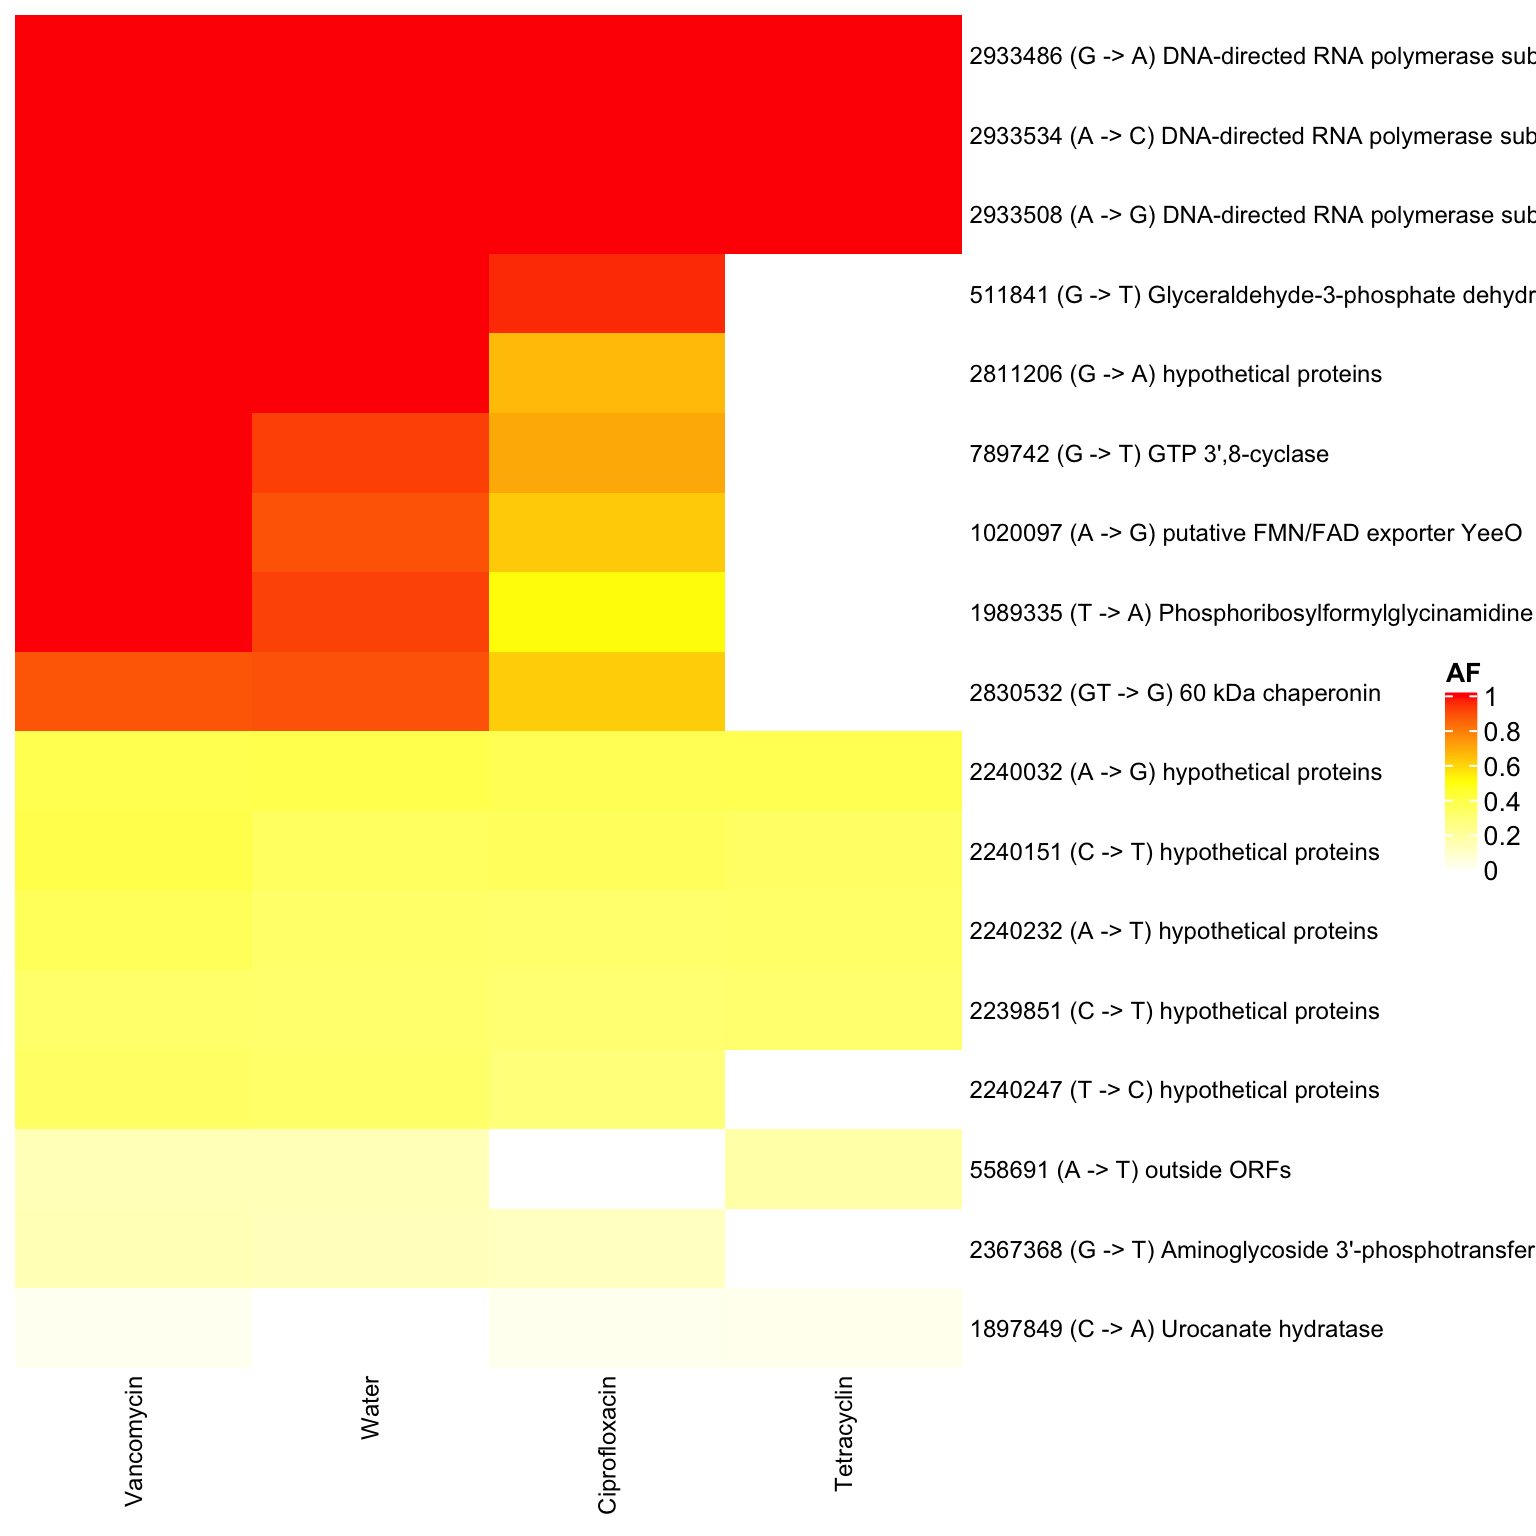 2933486 (G -> A) DNA-directed RNA polymerase sub
2933534 (A -> C) DNA-directed RNA polymerase sub
2933508 (A -> G) DNA-directed RNA polymerase sub
511841 (G -> T) Glyceraldehyde-3-phosphate dehydr
2811206 (G -> A) hypothetical proteins
789742 (G -> T) GTP 3',8-cyclase
1020097 (A -> G) putative FMN/FAD exporter YeeO
1989335 (T -> A) Phosphoribosylformylglycinamidine
2830532 (GT -> G) 60 kDa chaperonin
2240032 (A -> G) hypothetical proteins
2240151 (C -> T) hypothetical proteins
2240232 (A -> T) hypothetical proteins
2239851 (C -> T) hypothetical proteins
2240247 (T -> C) hypothetical proteins
558691 (A -> T) outside ORFs
2367368 (G -> T) Aminoglycoside 3'-phosphotransfer
1897849 (C -> A) Urocanate hydratase
AF
1
0.8
0.6
0.4
0.2
0
Vancomycin
Water
Ciprofloxacin
Tetracyclin